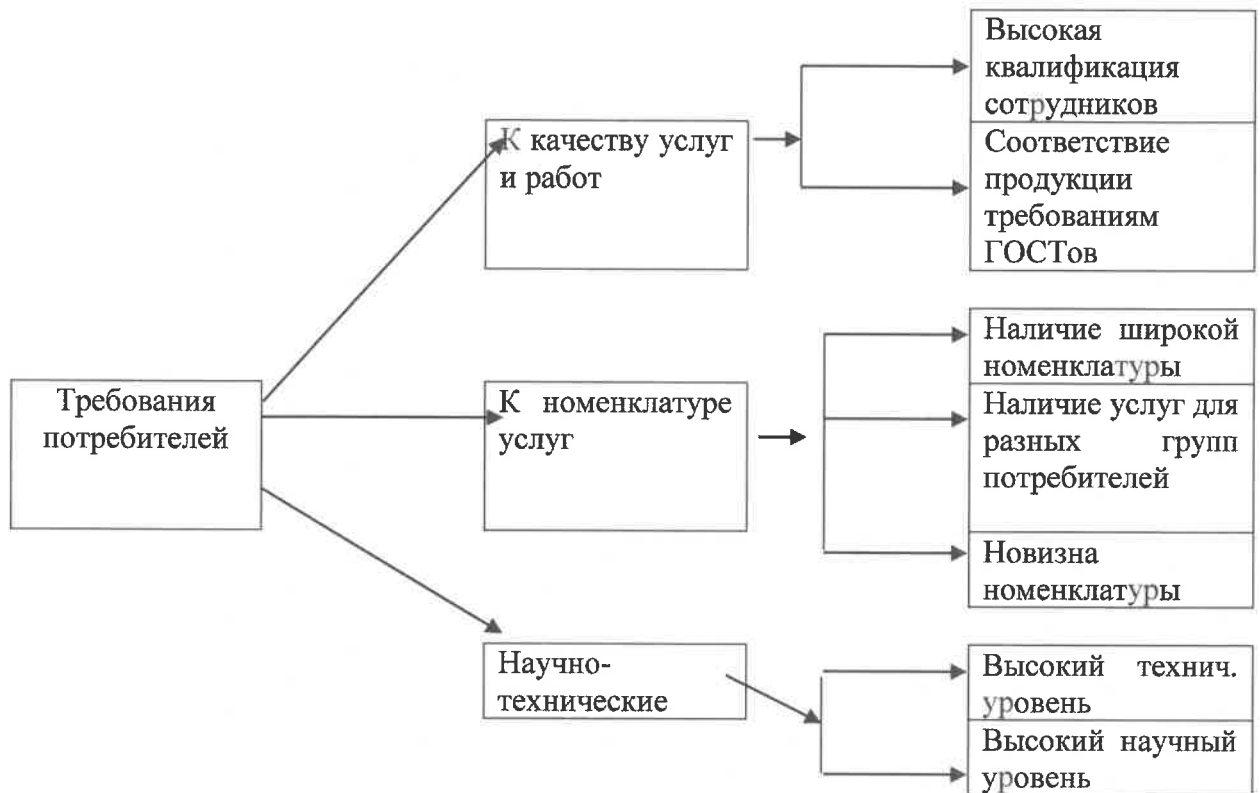 Требования
потребителей
К качеству услуг
и работ
Высокая
квалификация
сотрудников
Соответствие
продукции
требованиям
ГОСТов
К номенклатуре
услуг
Наличие широкой
номенклатуры
Наличие услуг для
разных групп
потребителей
Новизна
номенклатуры
Научно-
технические
Высокий технич.
уровень
Высокий научный
уровень